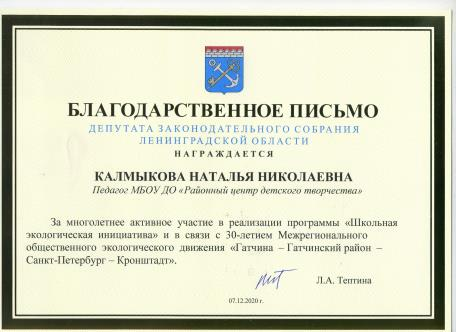 БЛАГОДАРСТВЕННОЕ ПИСЬМО
ДЕПУТАТА ЗАКОНОДАТЕЛЬНОГО СОБРАНИЯ
ЛЕНИНГРАДСКОЙ ОБЛАСТИ
НАГРАЖДАЕТСЯ
КАЛМЫКОВА НАТАЛЬЯ НИКОЛАЕВНА
Педагог МБОУ ДО «Районный центр детского творчества»
За многолетнее активное участие в реализации программы «Школьная
экологическая инициатива» и в связи с 30-летием Межрегионального
общественного экологического движения «Гатчина – Гатчинский район –
Санкт-Петербург – Кронштадт».
Л.А. Тептина
07.12.2020 г.